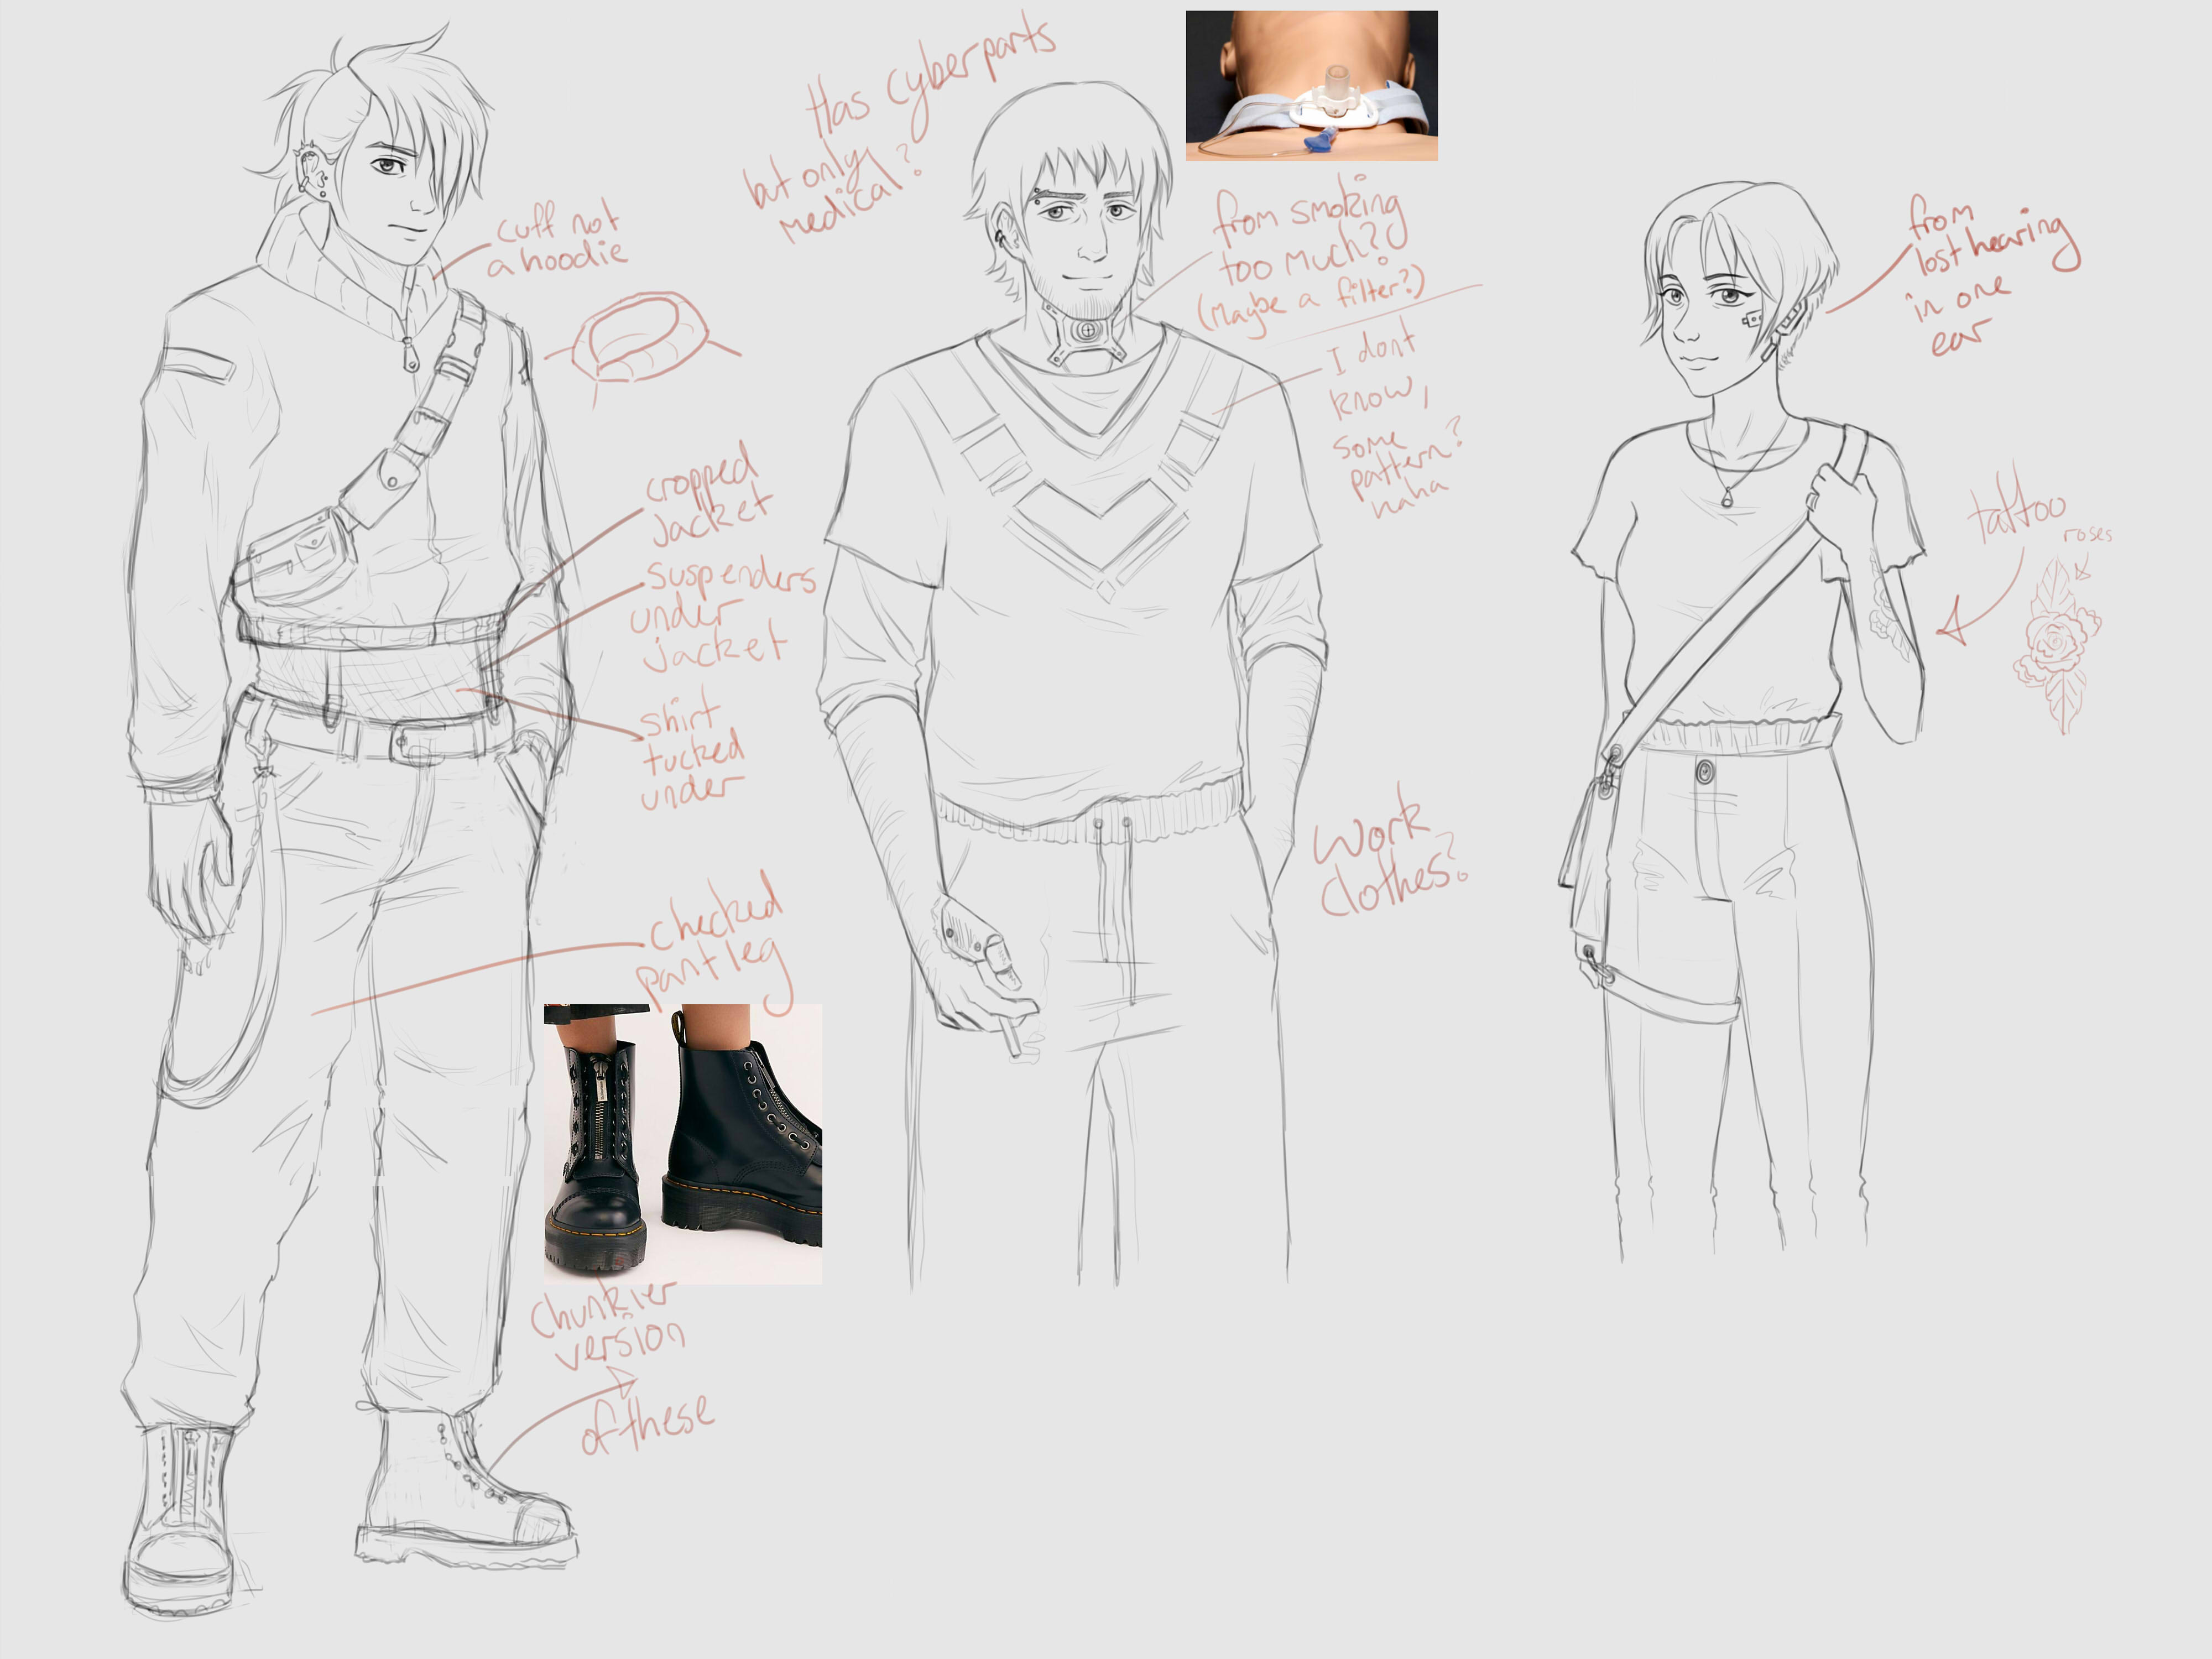 cuff not
a hoodie
cropped
jacket
suspenders
under
jacket
shirt
tucked
under
checked
pant leg
Chunkier
version
of these
Has cyberparts
but only
medical?
from smoking
too much?
(Maybe a filter?)
I dont
know,
some
pattern?
haha
Work
Clothes?
from
lost hearing
in one
ear
tattoo
roses